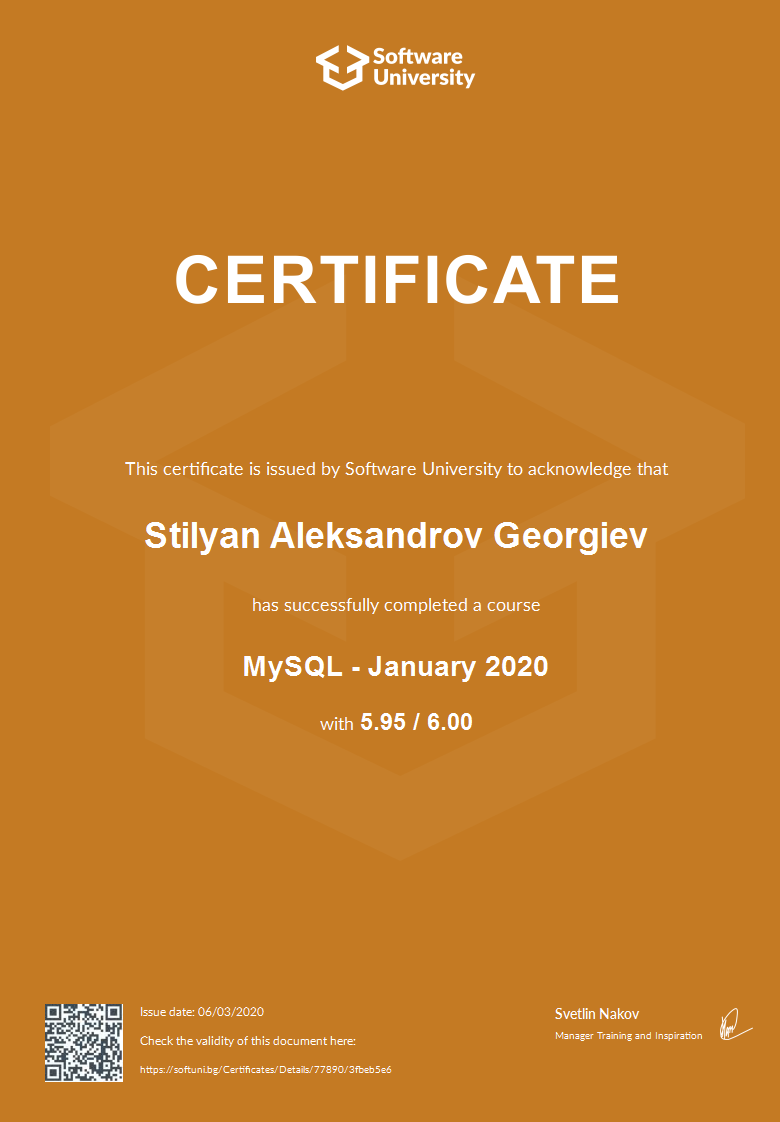 Software
University
CERTIFICATE
This certificate is issued by Software University to acknowledge that
Stilyan Aleksandrov Georgiev
has successfully completed a course
MySQL - January 2020
with 5.95 / 6.00
Issue date: 06/03/2020
Check the validity of this document here:
https://softuni.bg/Certificates/Details/77890/3fbeb5e6
Svetlin Nakov
Manager Training and Inspiration